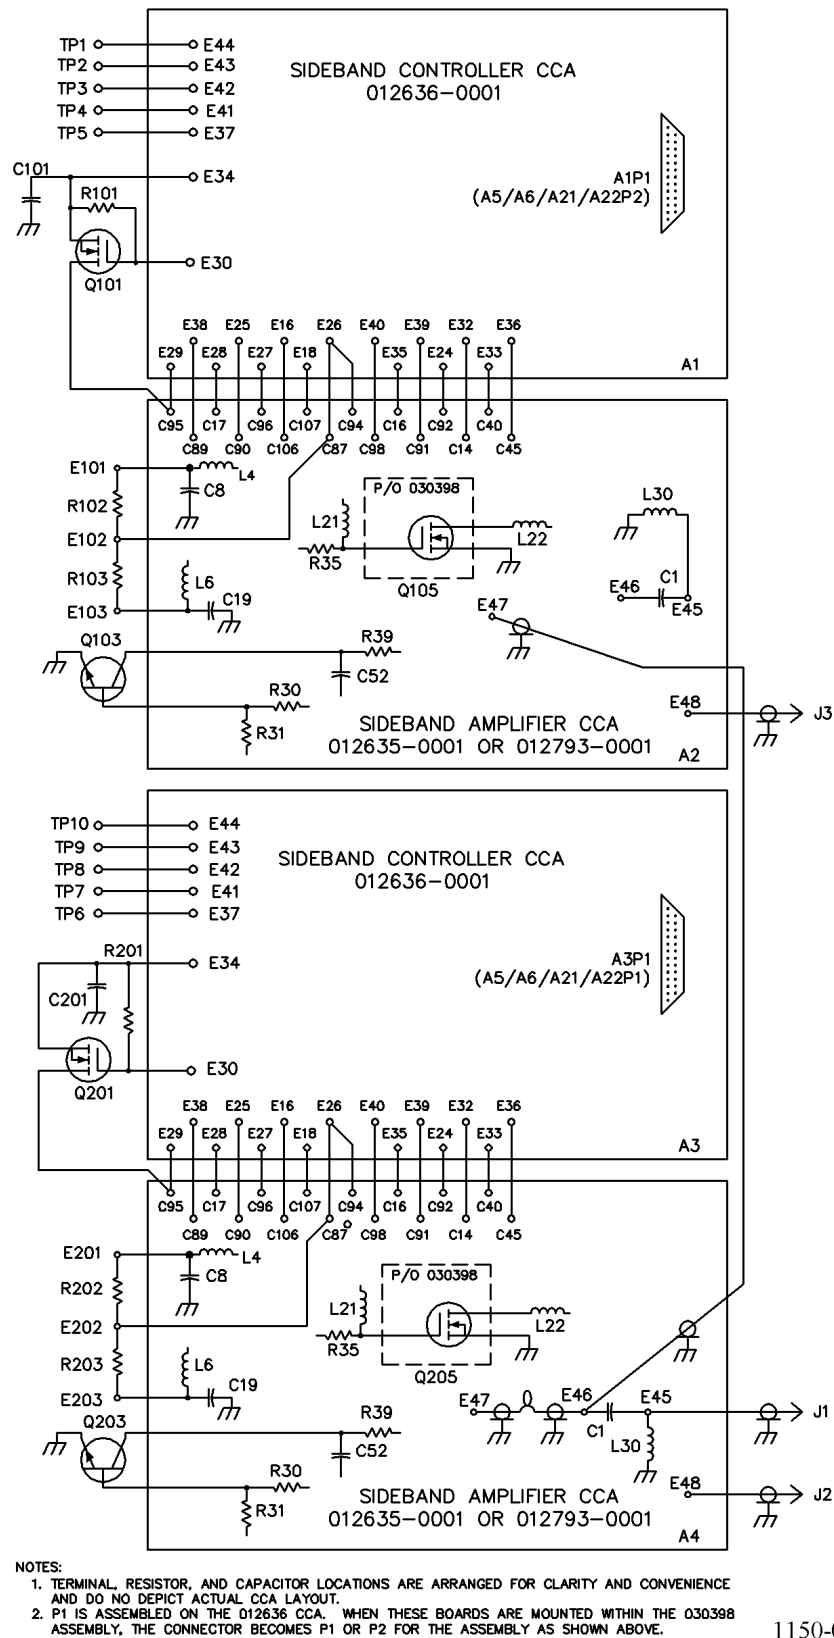 TP1 E44
TP2 E43
TP3 E42
TP4 E41
TP5 E37
SIDEBAND CONTROLLER CCA
012636-0001
C101
R101
E34
A1P1
(A5/A6/A21/A22P2)
E30
Q101
E38 E25 E16 E26 E40 E39 E32 E36
E29 E28 E27 E18 E35 E24 E33
A1
C95 C17 C96 C107 C94 C16 C92 C40
C89 C90 C106 C87 C98 C91 C14 C45
E101
L4
C8
R102
E102
R103
L6
C19
E103
P/O 030398
L21
R35
L22
Q105
L30
E46 C1 E45
E47
Q103
R39
C52
R30
R31
E48
J3
SIDEBAND AMPLIFIER CCA
012635-0001 OR 012793-0001
A2
TP10 E44
TP9 E43
TP8 E42
TP7 E41
TP6 E37
SIDEBAND CONTROLLER CCA
012636-0001
R201
E34
C201
A3P1
(A5/A6/A21/A22P1)
E30
Q201
E38 E25 E16 E26 E40 E39 E32 E36
E29 E28 E27 E18 E35 E24 E33
A3
C95 C17 C96 C107 C94 C16 C92 C40
C89 C90 C106 C87 C98 C91 C14 C45
E201
L4
C8
R202
E202
R203
L6
C19
E203
P/O 030398
L21
R35
L22
Q205
E47 E46 E45
C1
L30
J1
Q203
R39
C52
R30
R31
E48
J2
SIDEBAND AMPLIFIER CCA
012635-0001 OR 012793-0001
A4
NOTES:
1. TERMINAL, RESISTOR, AND CAPACITOR LOCATIONS ARE ARRANGED FOR CLARITY AND CONVENIENCE
AND DO NO DEPICT ACTUAL CCA LAYOUT.
2. P1 IS ASSEMBLED ON THE 012636 CCA. WHEN THESE BOARDS ARE MOUNTED WITHIN THE 030398
ASSEMBLY, THE CONNECTOR BECOMES P1 OR P2 FOR THE ASSEMBLY AS SHOWN ABOVE.